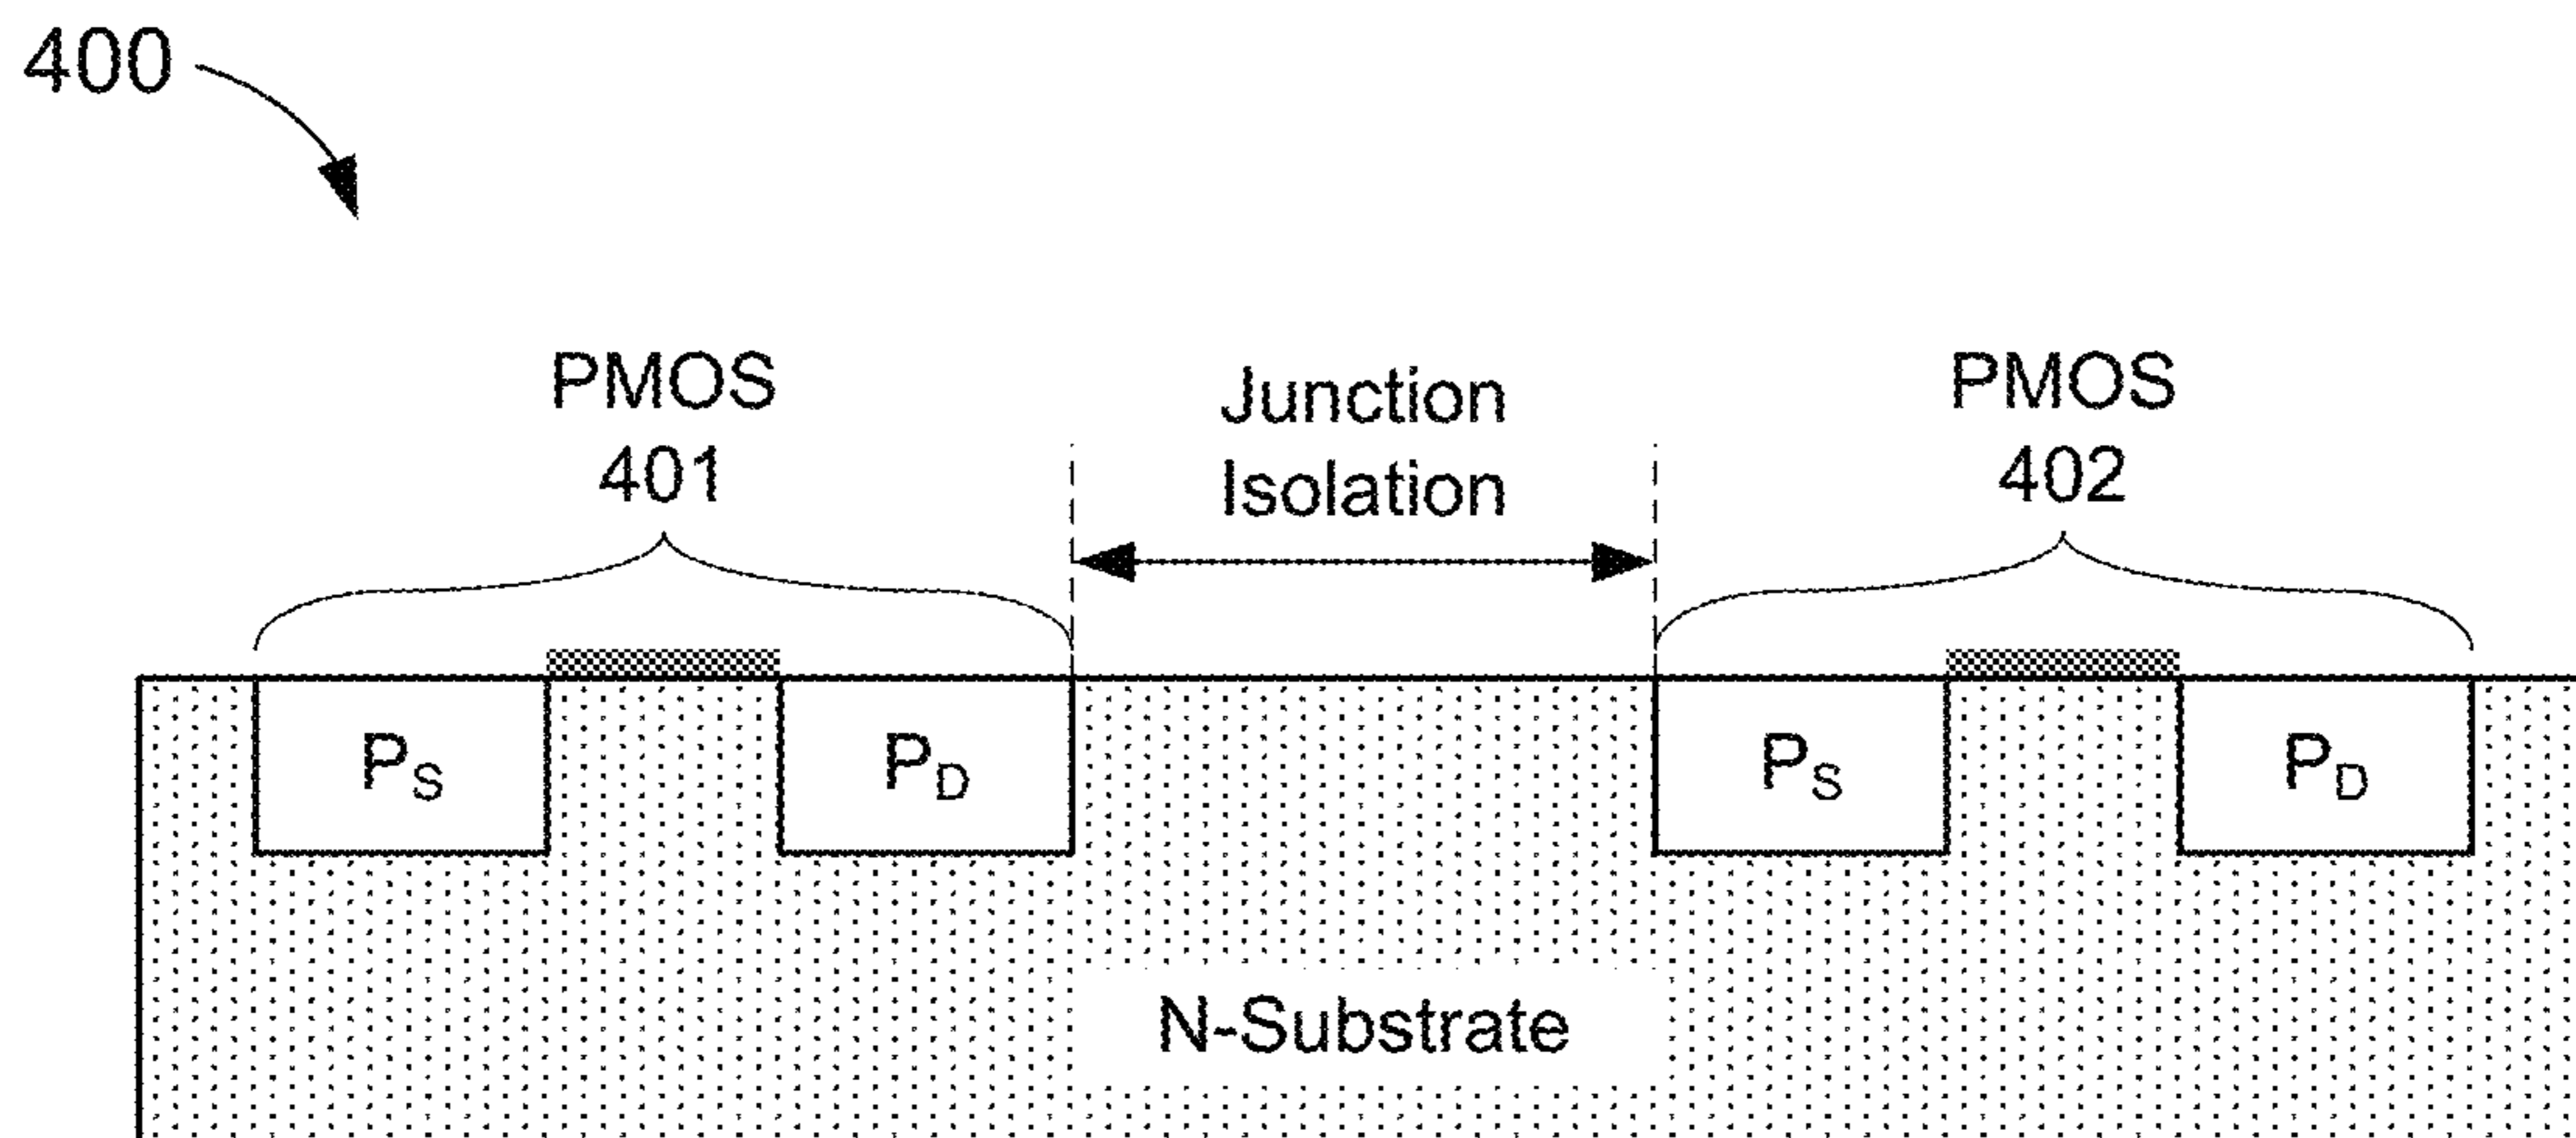 400
PMOS
401
Junction
Isolation
PMOS
402
PS
PD
PS
PD
N-Substrate